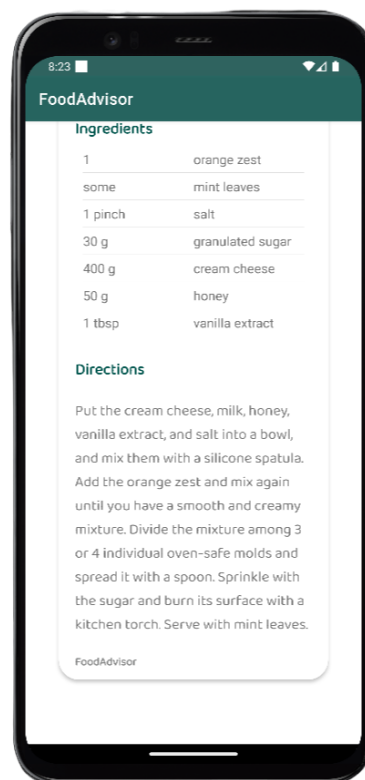 8:23
FoodAdvisor
Ingredients
1 orange zest
some mint leaves
1 pinch salt
30 g granulated sugar
400 g cream cheese
50 g honey
1 tbsp vanilla extract
Directions
Put the cream cheese, milk, honey,
vanilla extract, and salt into a bowl,
and mix them with a silicone spatula.
Add the orange zest and mix again
until you have a smooth and creamy
mixture. Divide the mixture among 3
or 4 individual oven-safe molds and
spread it with a spoon. Sprinkle with
the sugar and burn its surface with a
kitchen torch. Serve with mint leaves.
FoodAdvisor